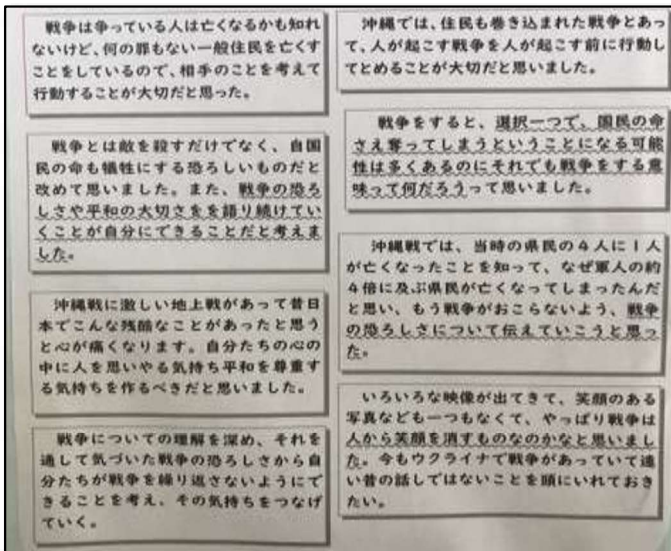 戦争は争っている人は亡くなるかも知れ
ないけど、何の罪もない一般住民を亡くす
ことをしているので、相手のことを考えて
行動することが大切だと思った。
戦争とは敵を殺すだけでなく、自国
民の命も犠牲にする恐ろしいものだと
改めて思いました。また、戦争の恐ろ
しさや平和の大切さをを語り続けてい
くことが自分にできることだと考えま
した。
沖縄戦に激しい地上戦があって昔日
本でこんな残酷なことがあったと思う
と心が痛くなります。自分たちの心の
中に人を思いやる気持ち平和を尊重す
る気持ちを作るべきだと思いました。
戦争についての理解を深め、それを
通して気づいた戦争の恐ろしさから自
分たちが戦争を繰り返さないようにで
きることを考え、その気持ちをつなげ
ていく。
沖縄では、住民も巻き込まれた戦争とあっ
て、人が起こす戦争を人が起こす前に行動し
てとめることが大切だと思いました。
戦争をすると、選択一つで、国民の命
さえ奪ってしまうということになる可能
性は多くあるのにそれでも戦争をする意
味って何だろうって思いました。
沖縄戦では、当時の県民の４人に１人
が亡くなったことを知って、なぜ軍人の約
４倍に及ぶ県民が亡くなってしまったんだ
と思い、もう戦争がおこらないよう、戦争
の恐ろしさについて伝えていこうと思っ
た。
いろいろな映像が出てきて、笑顔のある
写真なども一つもなくて、やっぱり戦争は
人から笑顔を消すものなのかなと思いまし
た。今もウクライナで戦争があっていて遠
い昔の話しではないことを頭にいれておき
たい。